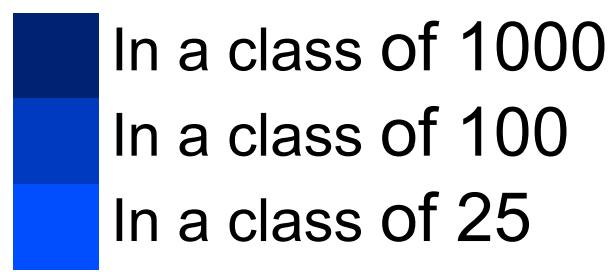 In a class of 1000
In a class of 100
In a class of 25